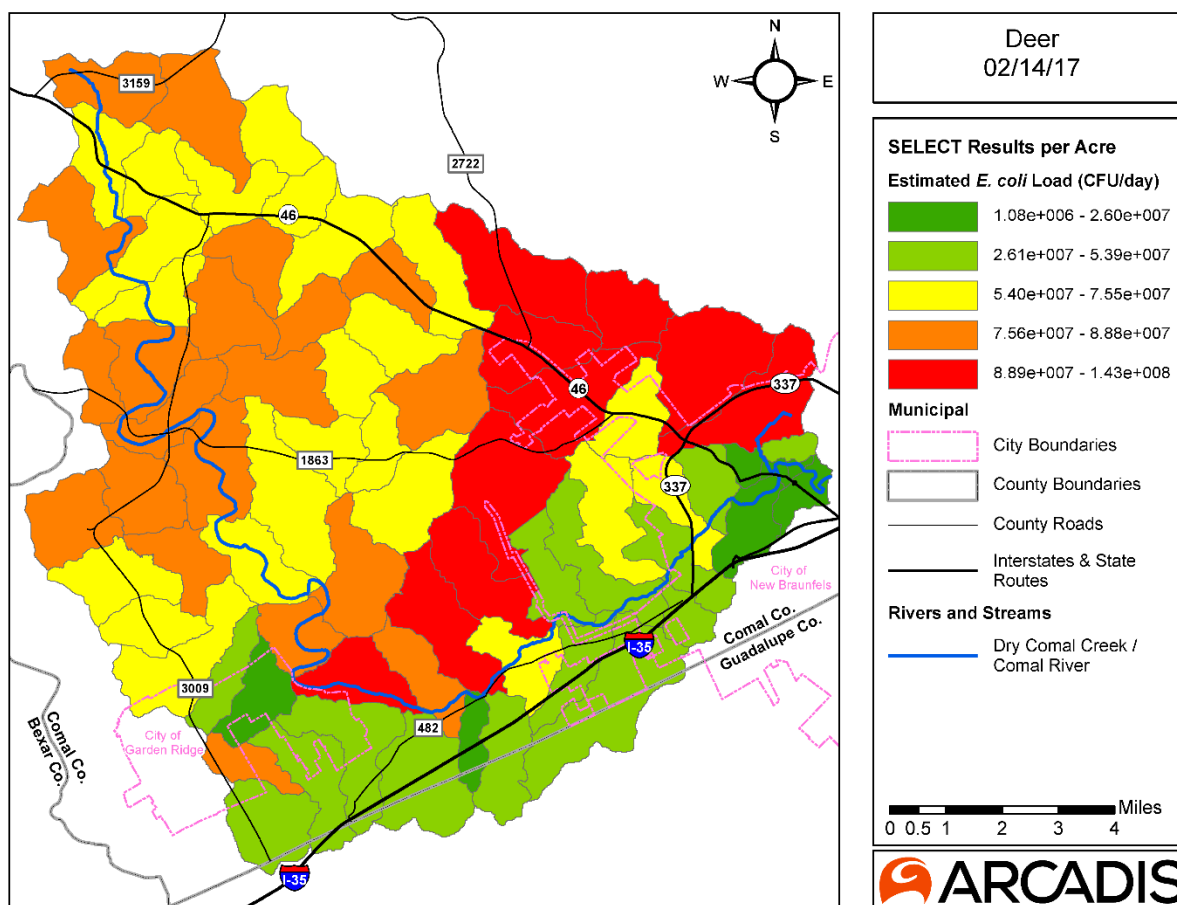 Deer
02/14/17
N
W
E
S
3159
2722
46
46
337
337
1863
3009
482
I-35
I-35
City of
New Braunfels
City of
Garden Ridge
Comal Co.
Guadalupe Co.
Comal Co.
Bexar Co.
SELECT Results per Acre
Estimated E. coli Load (CFU/day)
1.08e+006 - 2.60e+007
2.61e+007 - 5.39e+007
5.40e+007 - 7.55e+007
7.56e+007 - 8.88e+007
8.89e+007 - 1.43e+008
Municipal
City Boundaries
County Boundaries
County Roads
Interstates & State
Routes
Rivers and Streams
Dry Comal Creek /
Comal River
Miles
0 0.5 1 2 3 4
ARCADIS